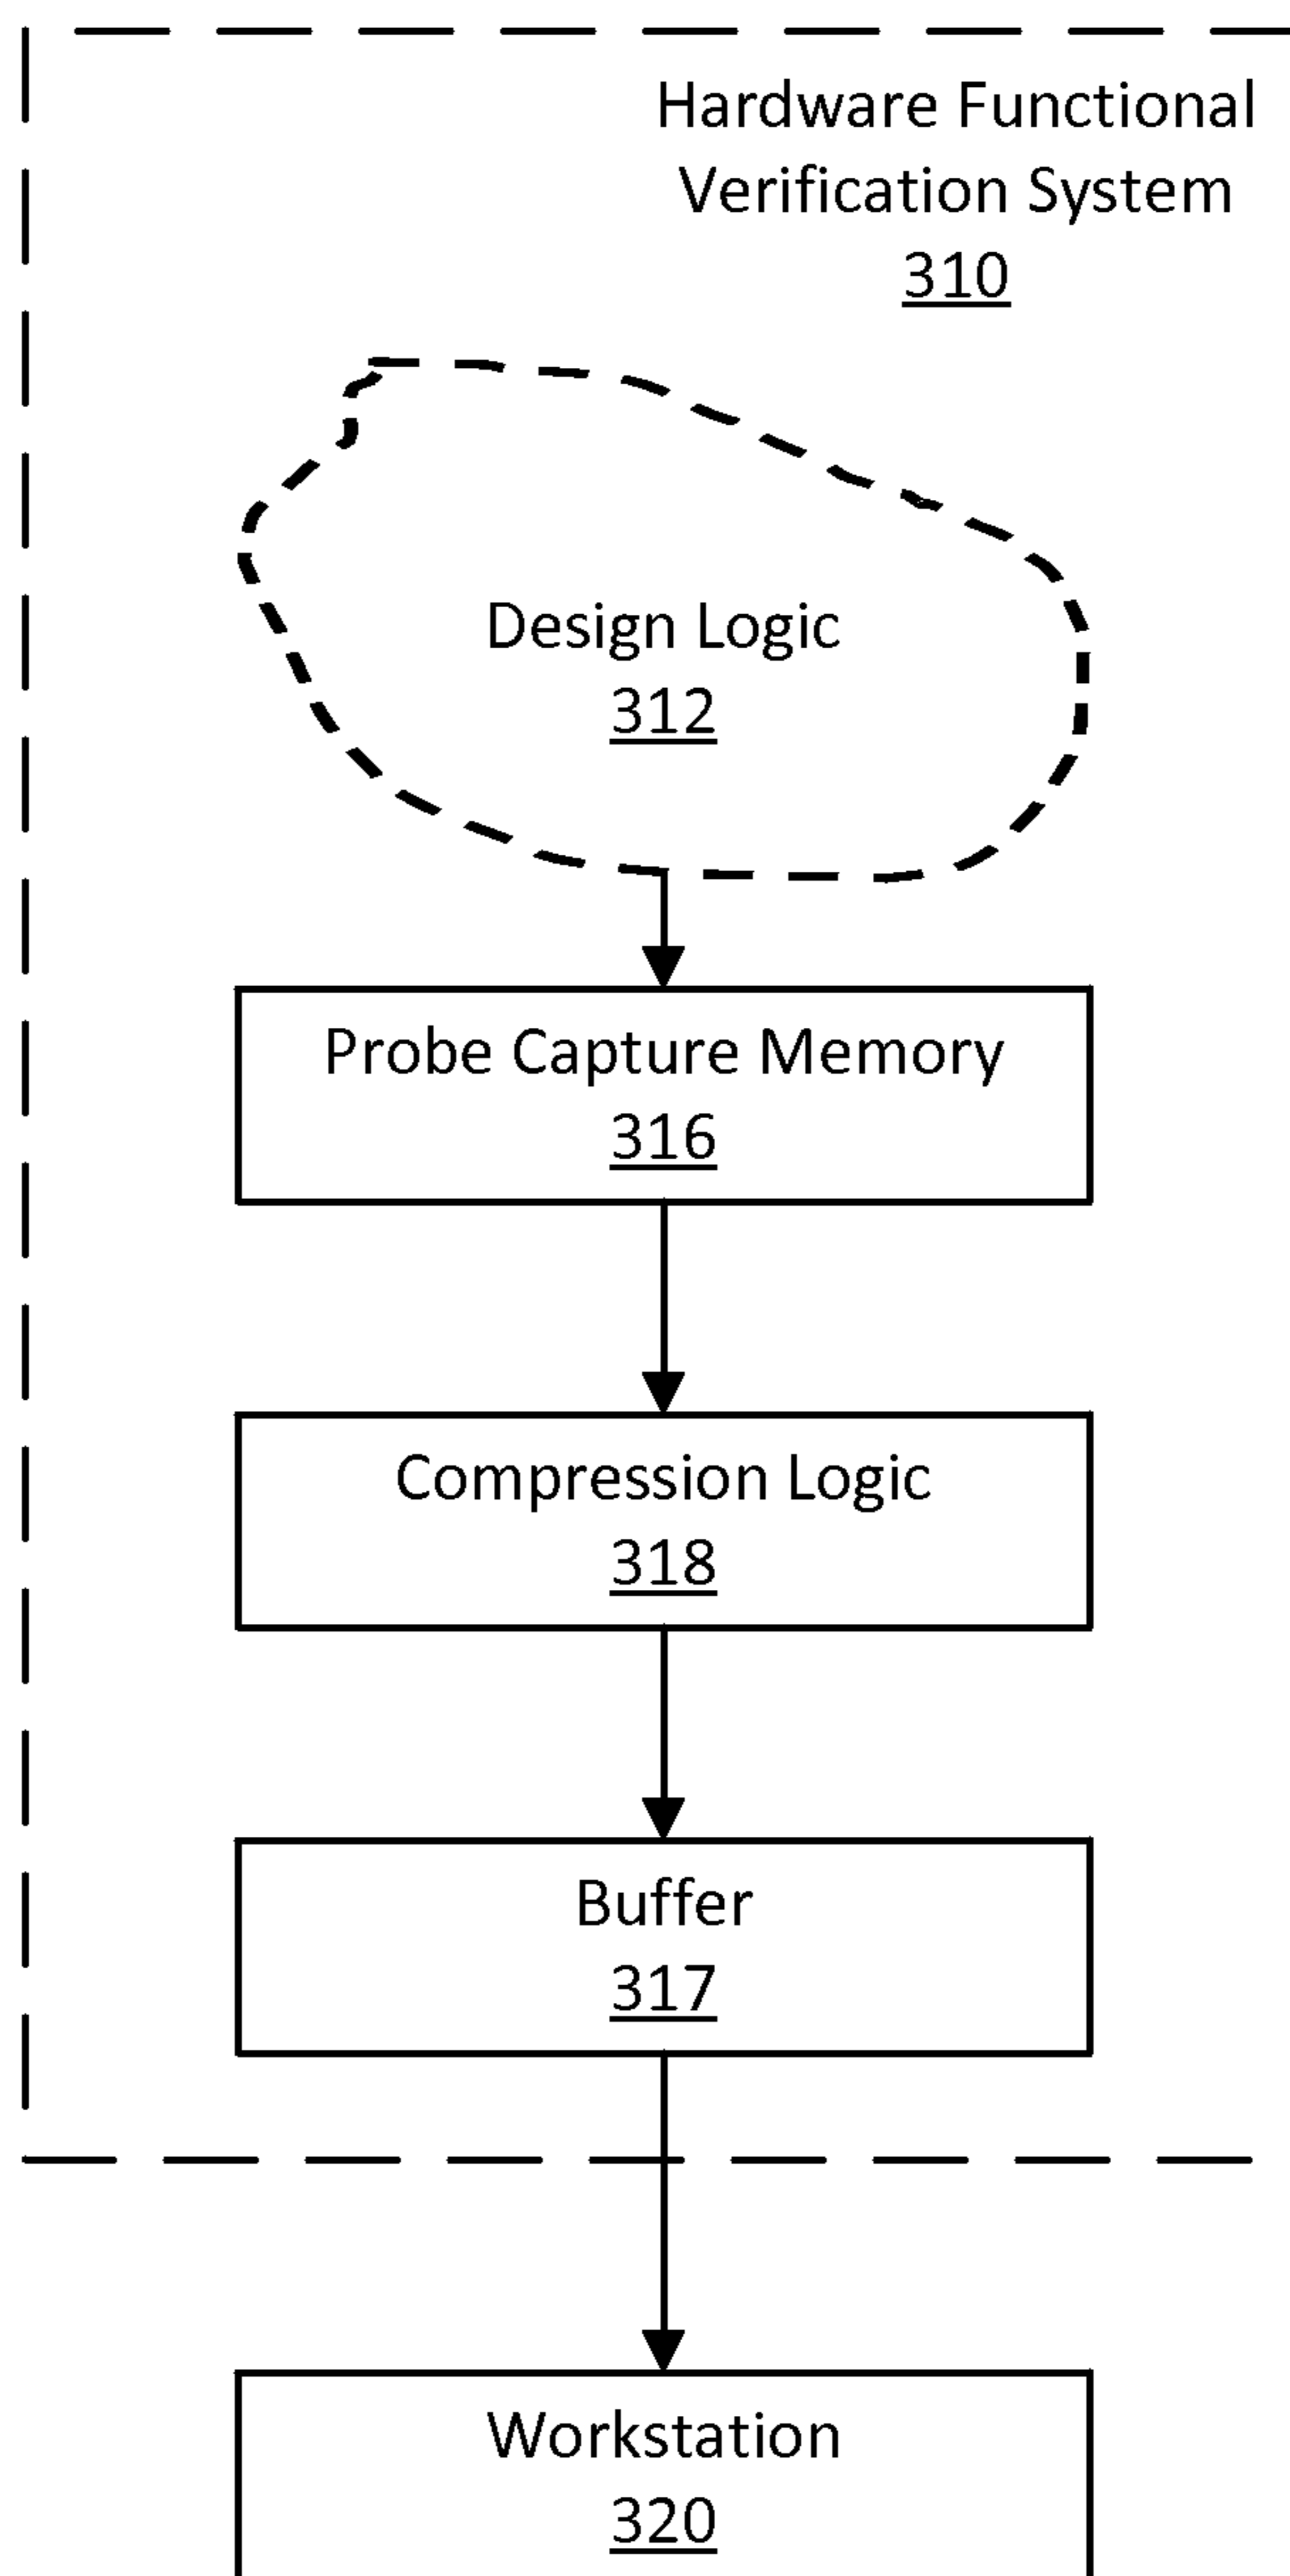 Hardware Functional
Verification System
310
Design Logic
312
Probe Capture Memory
316
Compression Logic
318
Buffer
317
Workstation
320